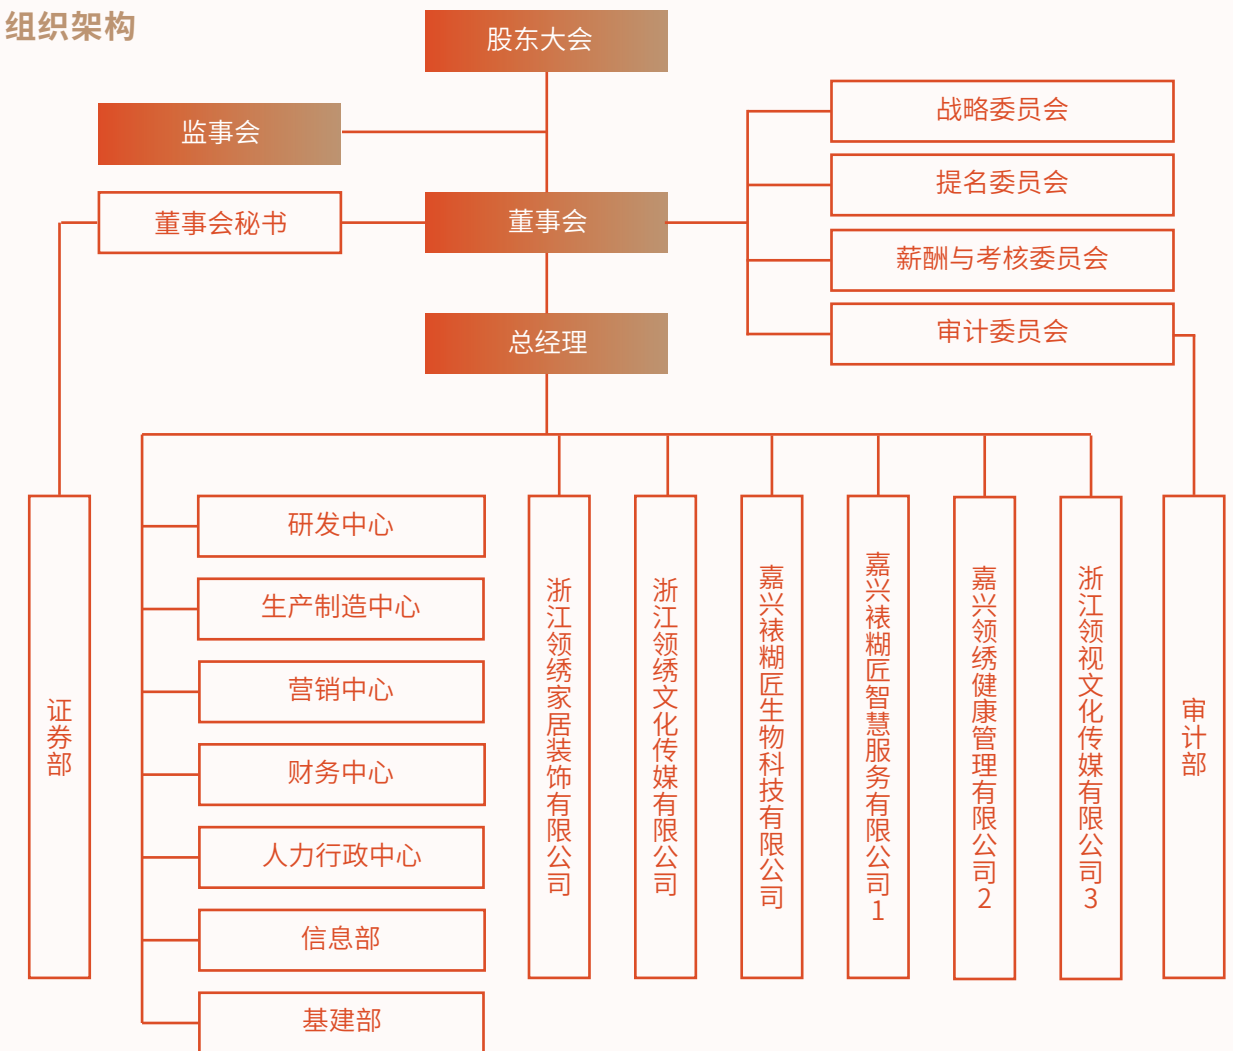 组织架构
股东大会
监事会
战略委员会
提名委员会
董事会秘书
董事会
薪酬与考核委员会
总经理
审计委员会
证券部
研发中心
生产制造中心
营销中心
财务中心
人力行政中心
信息部
基建部
浙江领绣家居装饰有限公司
浙江领绣文化传媒有限公司
嘉兴裱糊匠生物科技有限公司
嘉兴裱糊匠智慧服务有限公司1
嘉兴领绣健康管理有限公司2
浙江领视文化传媒有限公司3
审计部